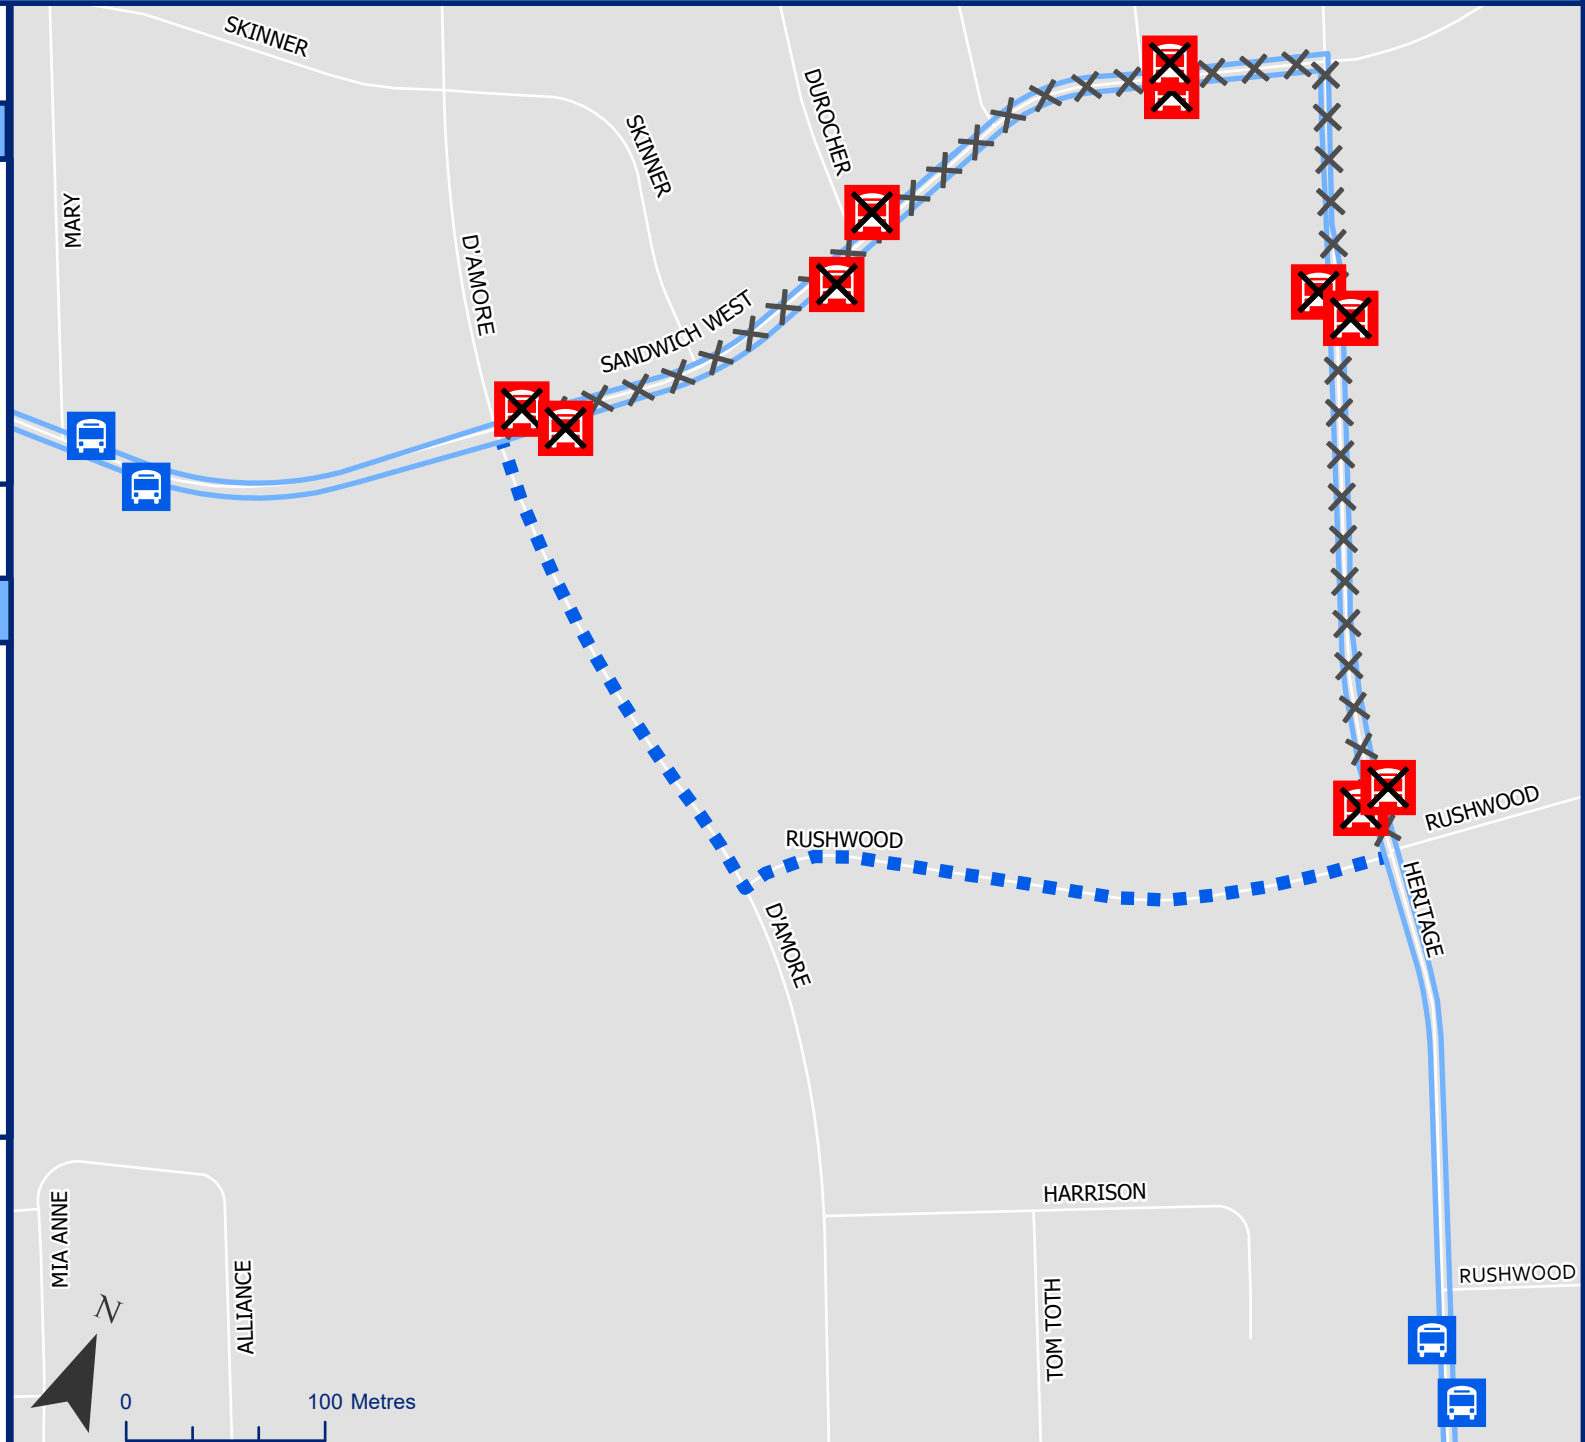 SKINNER
SKINNER
DUROCHER
MARY
D'AMORE
SANDWICH WEST
RUSHWOOD
RUSHWOOD
HERITAGE
D'AMORE
HARRISON
MIA ANNE
ALLIANCE
TOM TOTH
RUSHWOOD
N
0 100 Metres